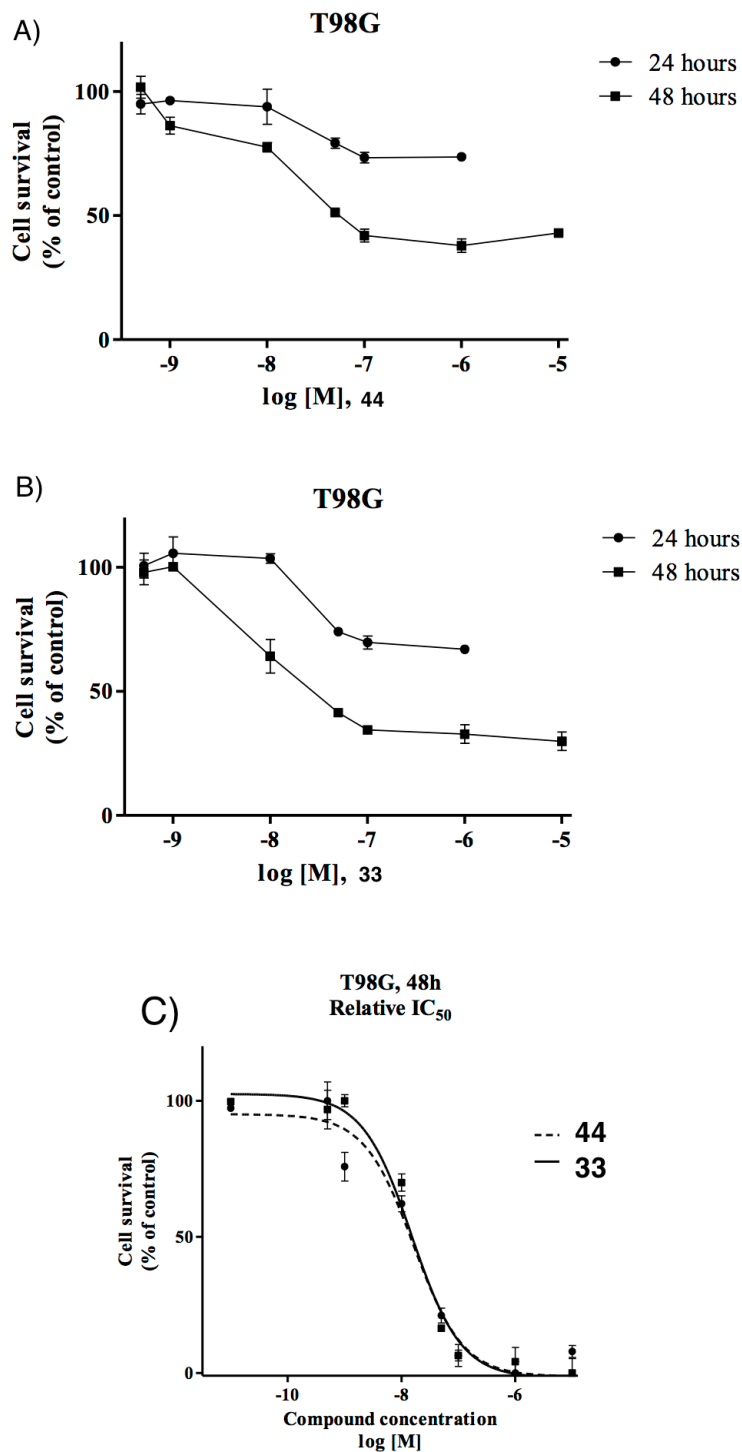 A)
T98G
24 hours
48 hours
Cell survival
(% of control)
100
50
0
-9
-8
-7
-6
-5
log [M], 44
B)
T98G
24 hours
48 hours
Cell survival
(% of control)
100
50
0
-9
-8
-7
-6
-5
log [M], 33
T98G, 48h
C)
Relative IC50
44
33
Cell survival
(% of control)
100
50
0
-10
-8
-6
Compound concentration
log [M]